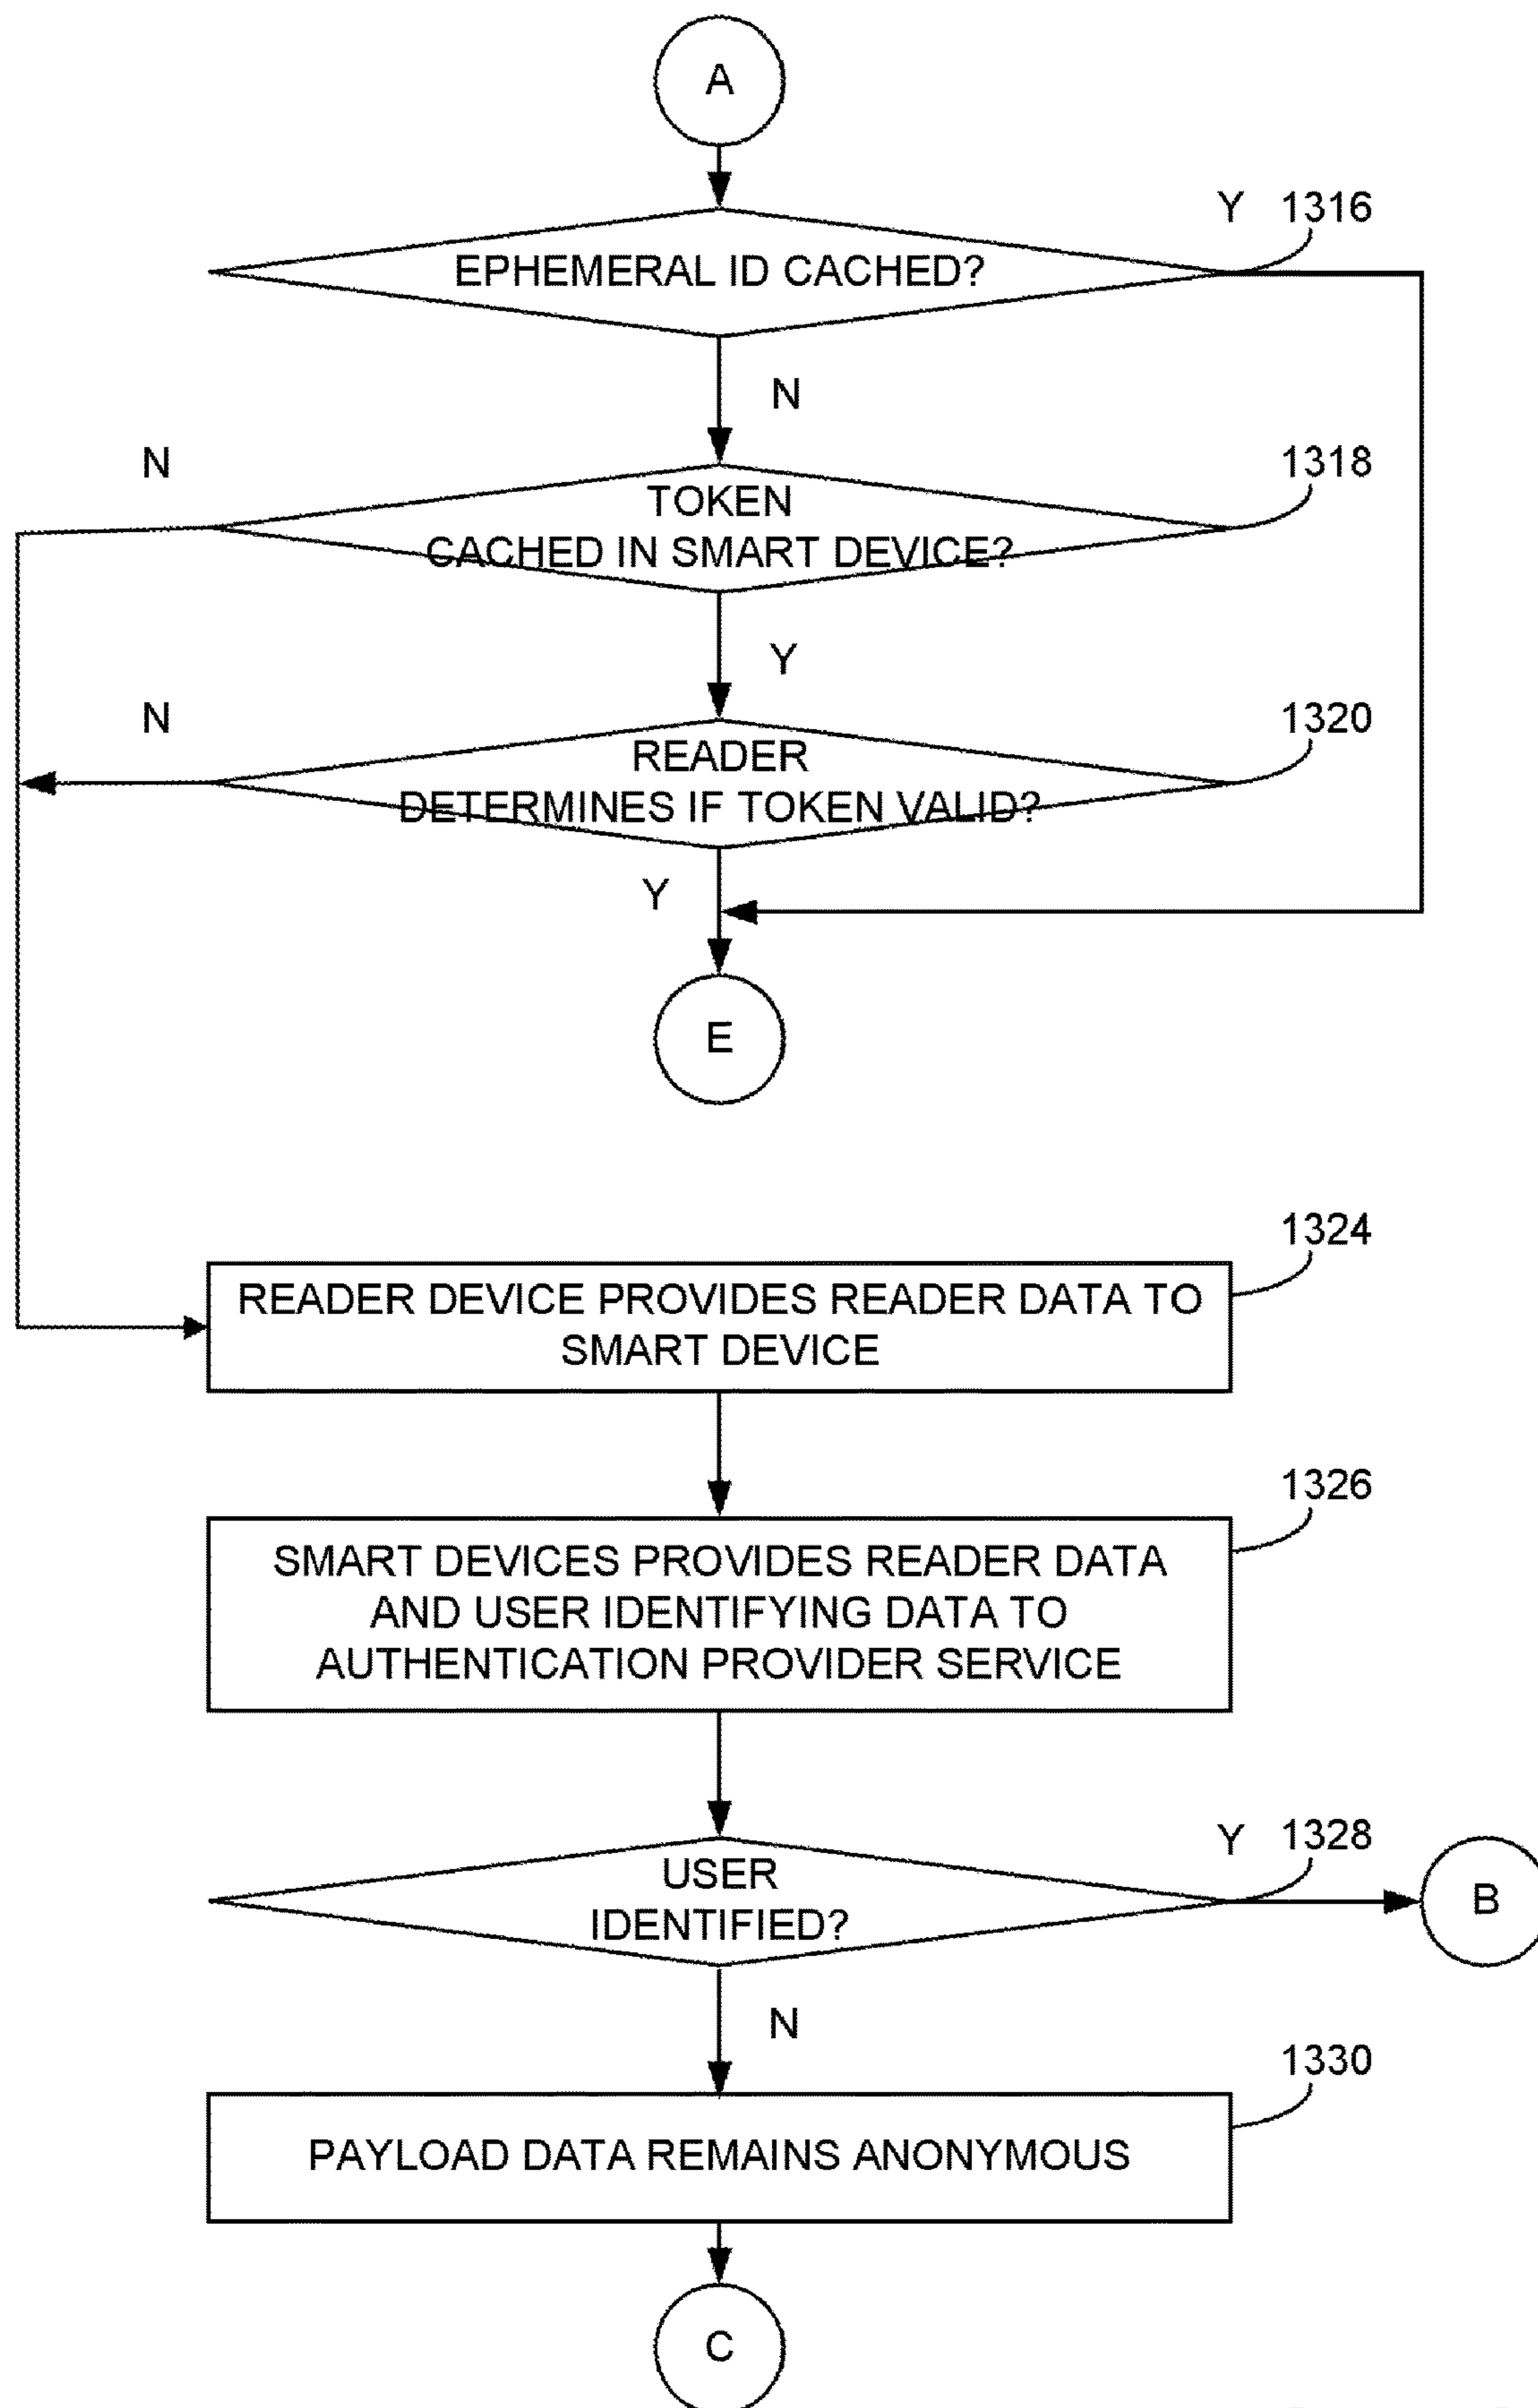 A
Y 1316
EPHEMERAL ID CACHED?
N
N
1318
TOKEN
CACHED IN SMART DEVICE?
Y
N
1320
READER
DETERMINES IF TOKEN VALID?
Y
E
1324
READER DEVICE PROVIDES READER DATA TO
SMART DEVICE
1326
SMART DEVICES PROVIDES READER DATA
AND USER IDENTIFYING DATA TO
AUTHENTICATION PROVIDER SERVICE
Y 1328
USER
IDENTIFIED?
B
N
1330
PAYLOAD DATA REMAINS ANONYMOUS
C